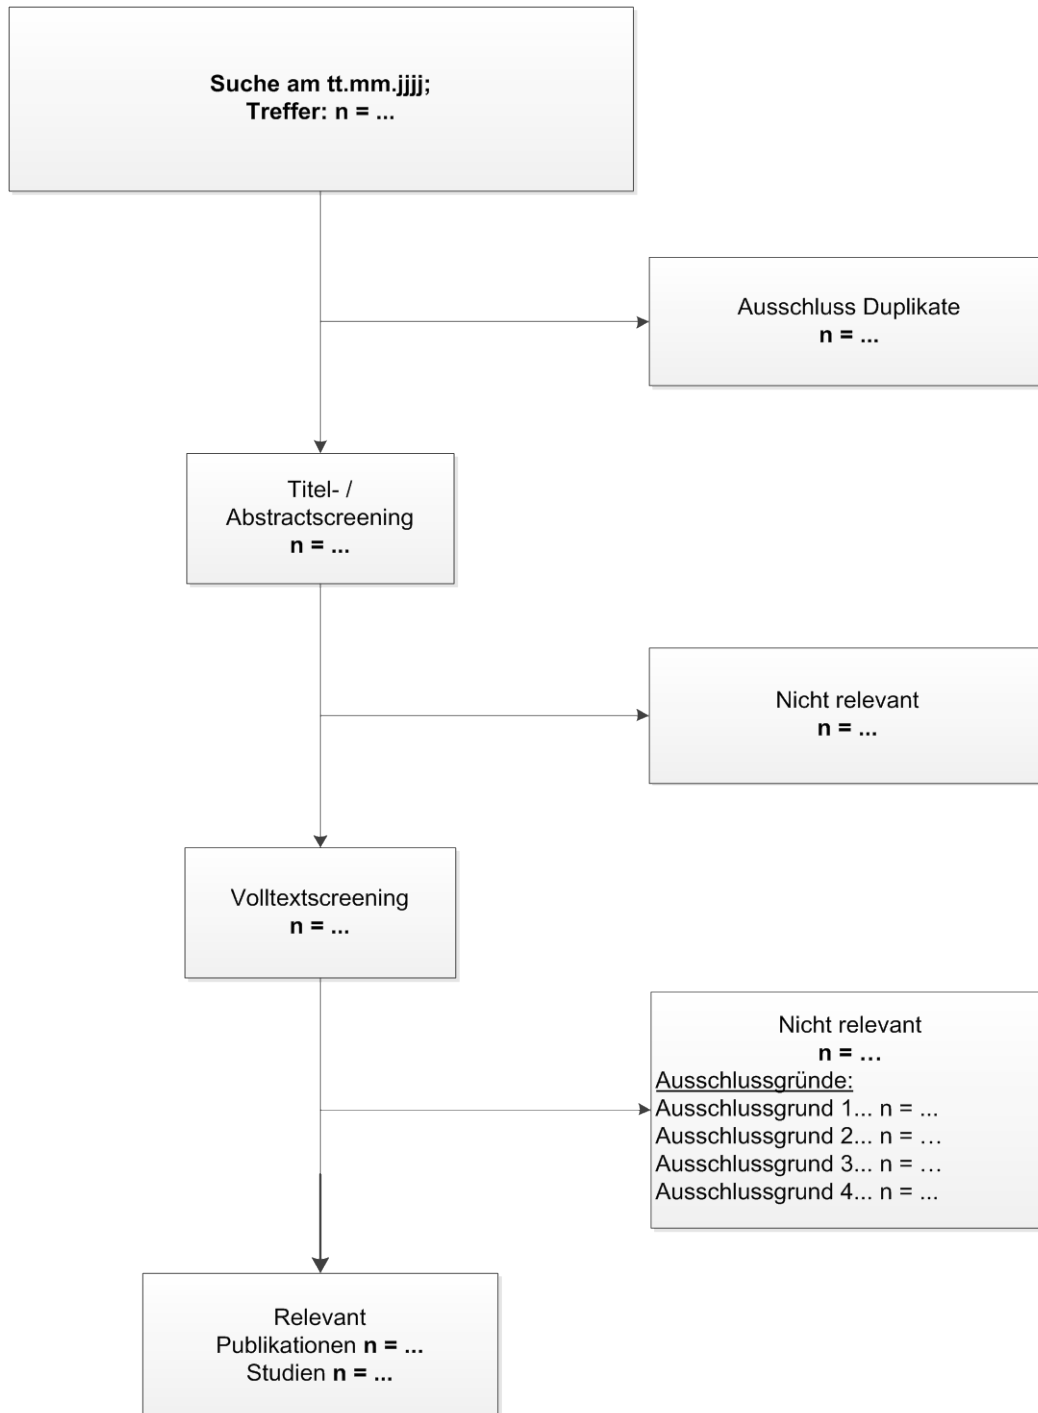 Suche am tt.mm.jjjj;
Treffer: n = ...
Ausschluss Duplikate
n = ...
Titel- /
Abstractscreening
n = ...
Nicht relevant
n = ...
Volltextscreening
n = ...
Nicht relevant
n = …
Ausschlussgründe:
Ausschlussgrund 1... n = ...
Ausschlussgrund 2... n = …
Ausschlussgrund 3... n = …
Ausschlussgrund 4... n = ...
Relevant
Publikationen n = ...
Studien n = ...